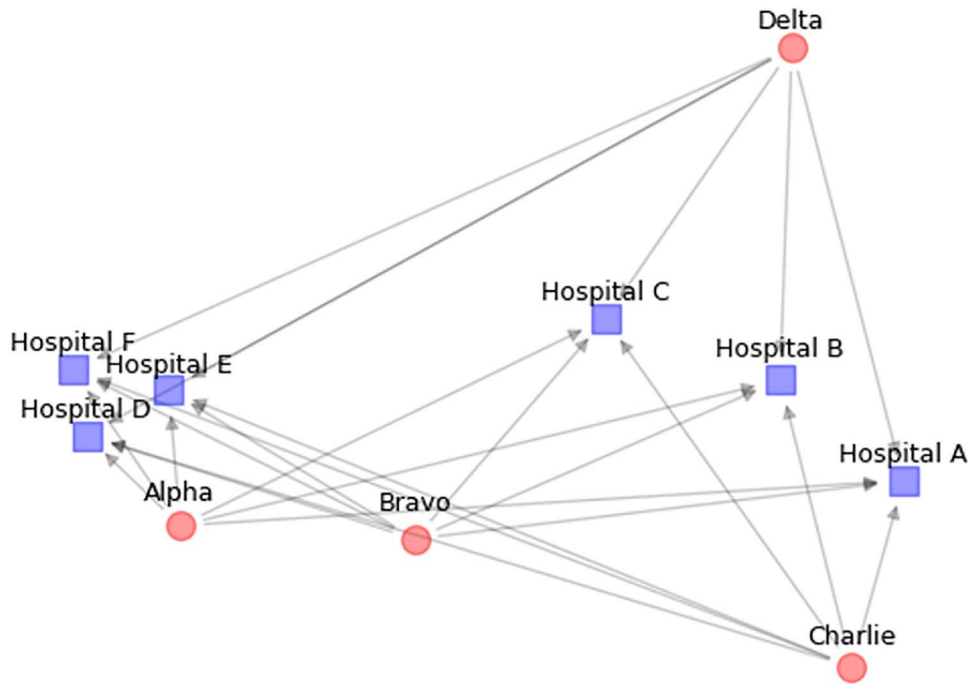 Delta
Hospital C
Hospital F
Hospital B
Hospital E
Hospital D
Hospital A
Alpha
Bravo
Charlie